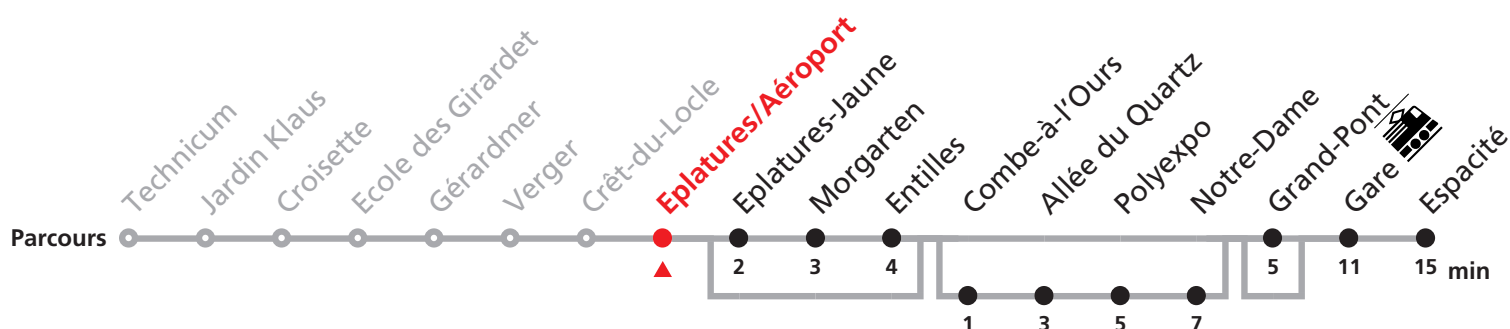 Technicum
Jardin Klaus
Croisette
Ecole des Girardet
Gérardmer
Verger
Crêt-du-Locle
Eplatures/Aéroport
Eplatures-Jaune
Morgarten
Entilles
Combe-à-l'Ours
Allée du Quartz
Polyexpo
Notre-Dame
Grand-Pont
Gare
Espacité
Parcours
2 3 4 5 11 15 min
1 3 5 7